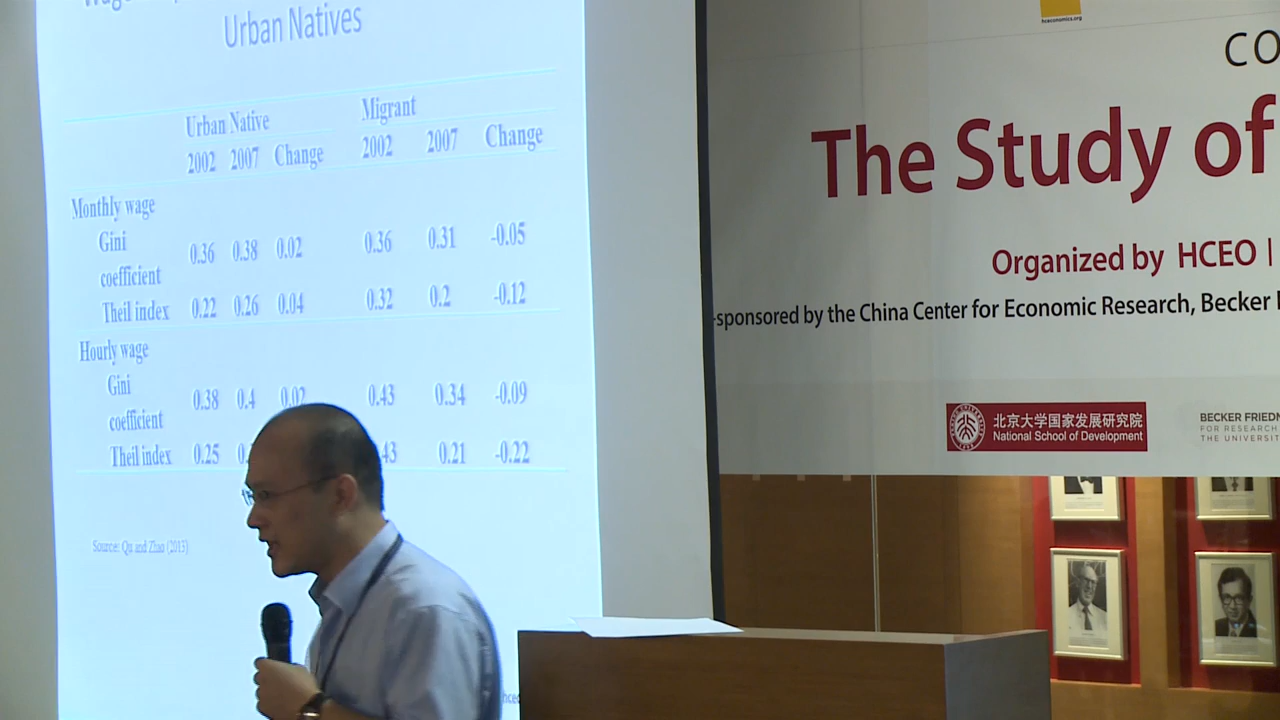 Urban Natives
Urban Native Migrant
2002 2007 Change 2002 2007 Change
Monthly wage
Gini coefficient 0.36 0.38 0.02 0.36 0.31 -0.05
Theil index 0.22 0.26 0.04 0.32 0.2 -0.12
Hourly wage
Gini coefficient 0.38 0.4 0.02 0.43 0.34 -0.09
Theil index 0.25 0.21 -0.22
Source: Qu and Zhao (2013)
hceconomics.org
The Study of
Organized by HCEO |
-sponsored by the China Center for Economic Research, Becker
北京大学国家发展研究院
National School of Development
BECKER
FOR RESEARCH
THE